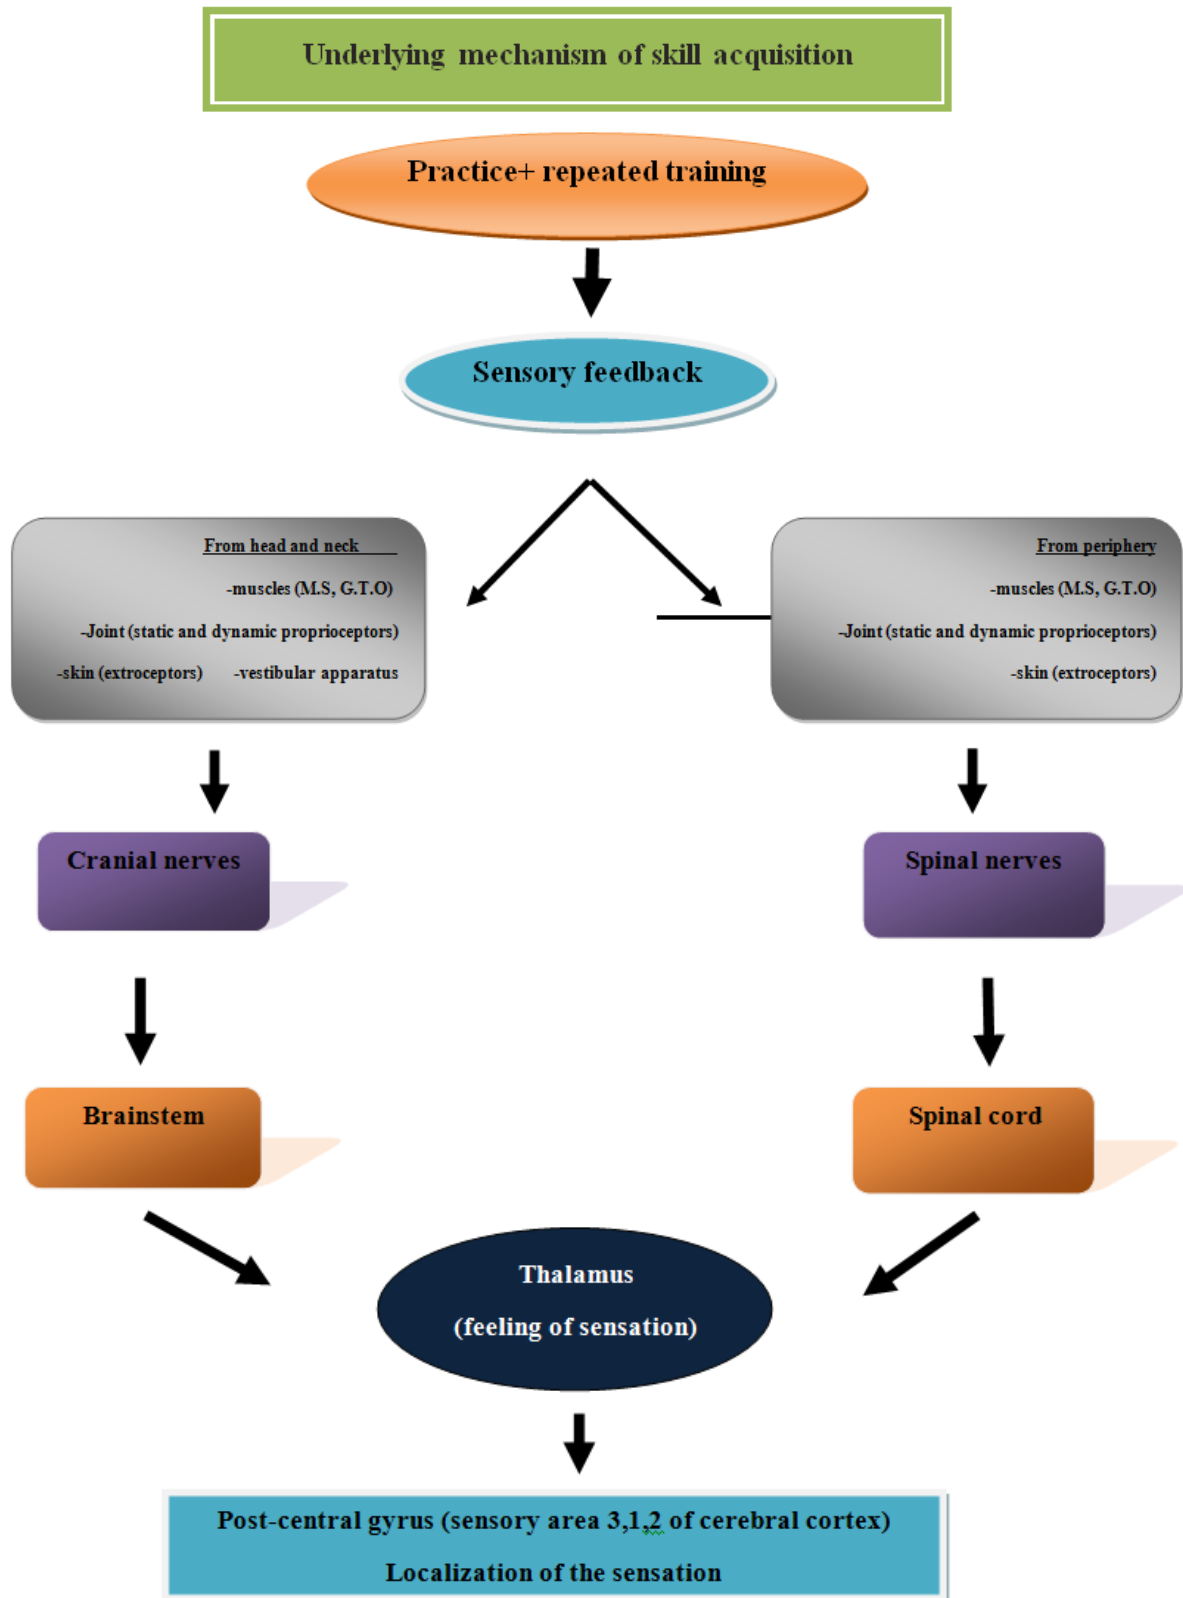 Underlying mechanism of skill acquisition
Practice+ repeated training
Sensory feedback
From head and neck
-muscles (M.S, G.T.O)
-Joint (static and dynamic proprioceptors)
-skin (extroceptors) -vestibular apparatus
From periphery
-muscles (M.S, G.T.O)
-Joint (static and dynamic proprioceptors)
-skin (extroceptors)
Cranial nerves
Spinal nerves
Brainstem
Spinal cord
Thalamus
(feeling of sensation)
Post-central gyrus (sensory area 3,1,2 of cerebral cortex)
Localization of the sensation